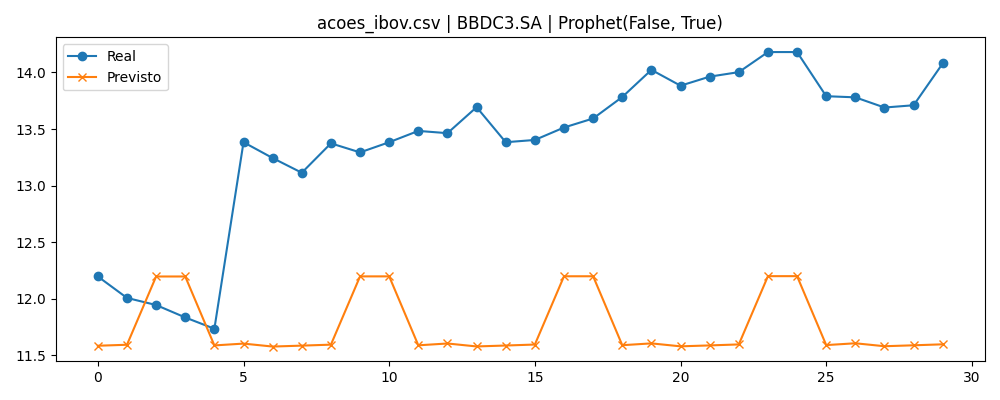 acoes_ibov.csv | BBDC3.SA | Prophet(False, True)
Real
Previsto
14.0
13.5
13.0
12.5
12.0
11.5
0 5 10 15 20 25 30